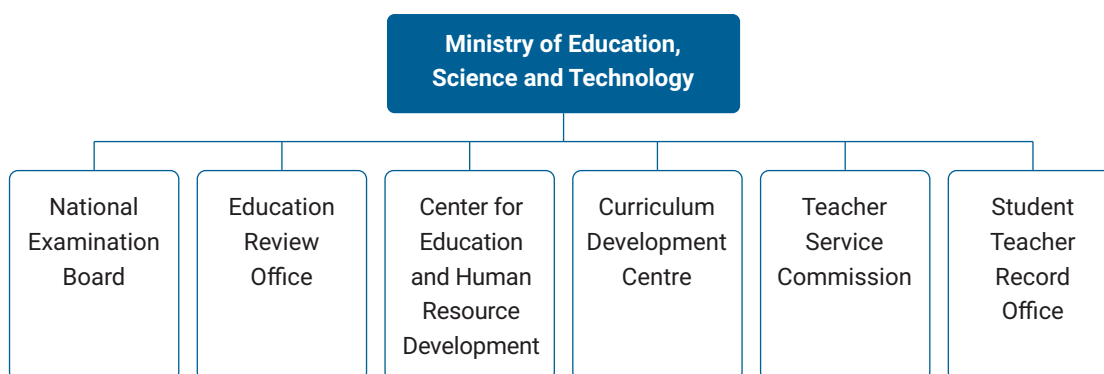 Ministry of Education,
Science and Technology
National
Examination
Board
Education
Review
Office
Center for
Education
and Human
Resource
Development
Curriculum
Development
Centre
Teacher
Service
Commission
Student
Teacher
Record
Office